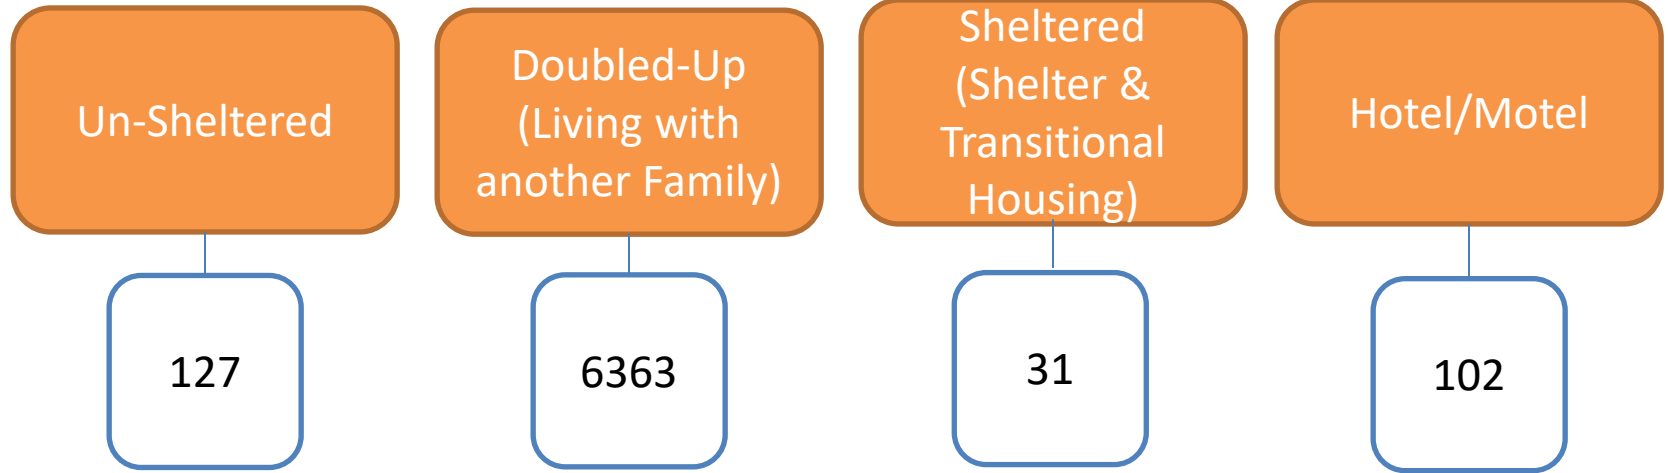 Un-Sheltered
Doubled-Up
(Living with
another Family)
Sheltered
(Shelter &
Transitional
Housing)
Hotel/Motel
127
6363
31
102